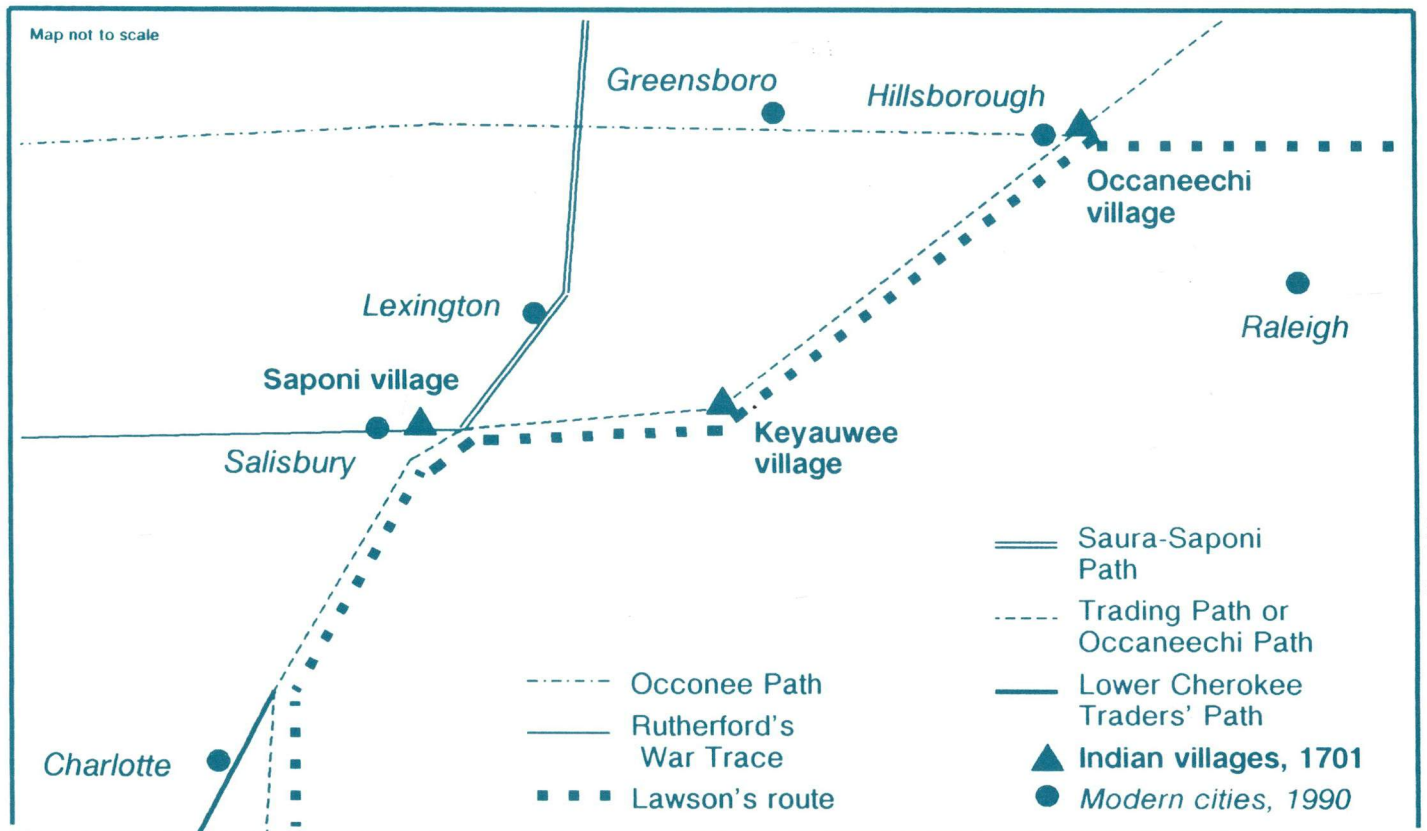 Map not to scale
Greensboro
Hillsborough
Occaneechi
village
Lexington
Raleigh
Saponi village
Keyauwee
village
Salisbury
Saura-Saponi
Path
Trading Path or
Occaneechi Path
Occonee Path
Lower Cherokee
Traders' Path
Rutherford's
War Trace
Charlotte
Indian villages, 1701
Lawson's route
Modern cities, 1990